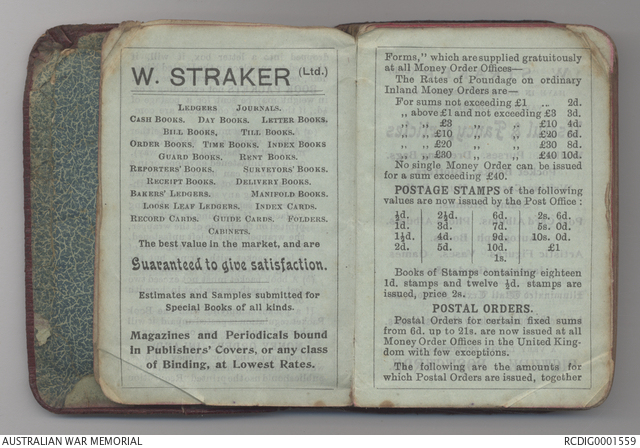 W. STRAKER (Ltd.)
LEDGERS JOURNALS.
CASH BOOKS. DAY BOOKS. LETTER BOOKS.
BILL BOOKS, TILL BOOKS.
ORDER BOOKS. TIME BOOKS. INDEX BOOKS
GUARD BOOKS. RENT BOOKS.
REPORTERS' BOOKS. SURVEYORS' BOOKS.
RECEIPT BOOKS. DELIVERY BOOKS.
BAKERS' LEDGERS. MANIFOLD BOOKS.
LOOSE LEAF LEDGERS. INDEX CARDS.
RECORD CARDS. GUIDE CARDS. FOLDERS.
CABINETS.
The best value in the market, and are
Guaranteed to give satisfaction.
Estimates and Samples submitted for
Special Books of all kinds.
Magazines and Periodicals bound
In Publishers' Covers, or any class
of Binding, at Lowest Rates.
Forms," which are supplied gratuitously
at all Money Order Offices—
The Rates of Poundage on ordinary
Inland Money Orders are—
For sums not exceeding £1 ... 2d.
,, above £1 and not exceeding £3 3d.
,, ,, £3 ,, ,, £10 4d.
,, ,, £10 ,, ,, £20 6d.
,, ,, £20 ,, ,, £30 8d.
,, ,, £30 ,, ,, £40 10d.
No single Money Order can be issued
for a sum exceeding £40.
POSTAGE STAMPS of the following
values are now issued by the Post Office :
½d. 2½d. 6d. 2s. 6d.
1d. 3d. 7d. 5s. 0d.
1½d. 4d. 9d. 10s. 0d.
2d. 5d. 10d. £1
1s.
Books of Stamps containing eighteen
1d. stamps and twelve ½d. stamps are
issued, price 2s.
POSTAL ORDERS.
Postal Orders for certain fixed sums
from 6d. up to 21s. are now issued at all
Money Order Offices in the United King-
dom with few exceptions.
The following are the amounts for
which Postal Orders are issued, together
AUSTRALIAN WAR MEMORIAL
RCDIG0001559